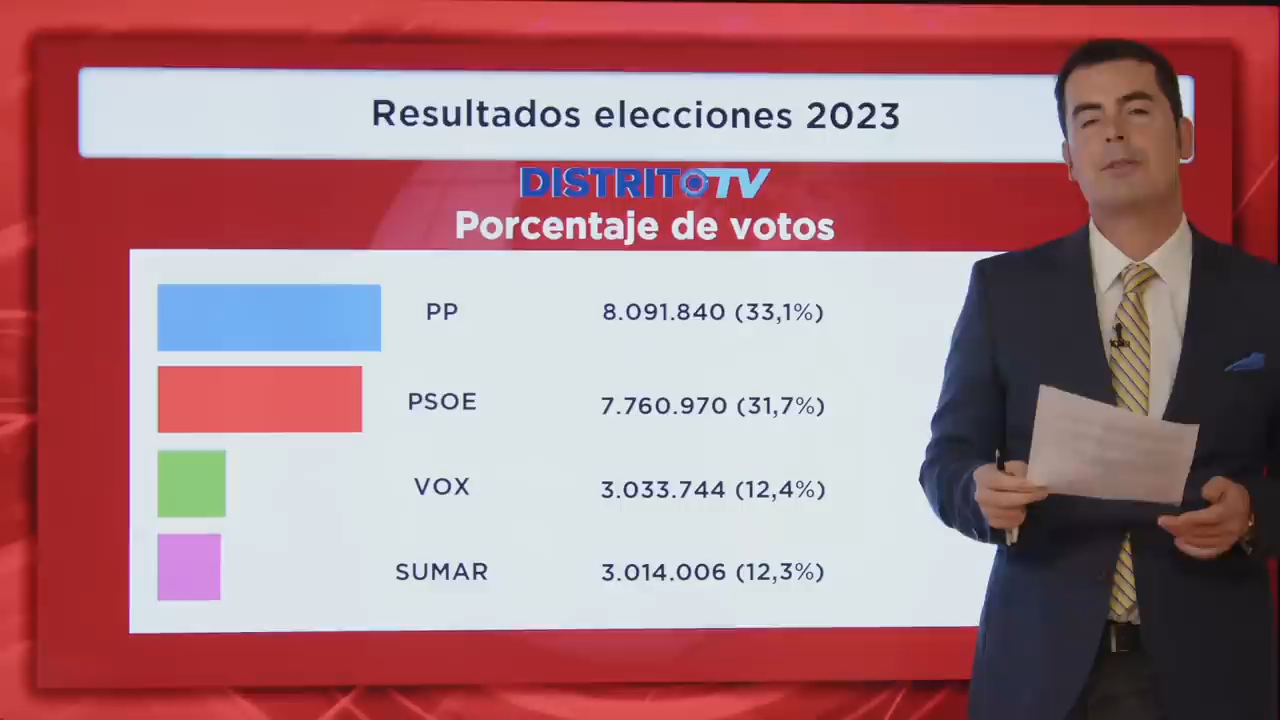 Resultados elecciones 2023
DISTRITOTV
Porcentaje de votos
PP 8.091.840 (33,1%)
PSOE 7.760.970 (31,7%)
VOX 3.033.744 (12,4%)
SUMAR 3.014.006 (12,3%)